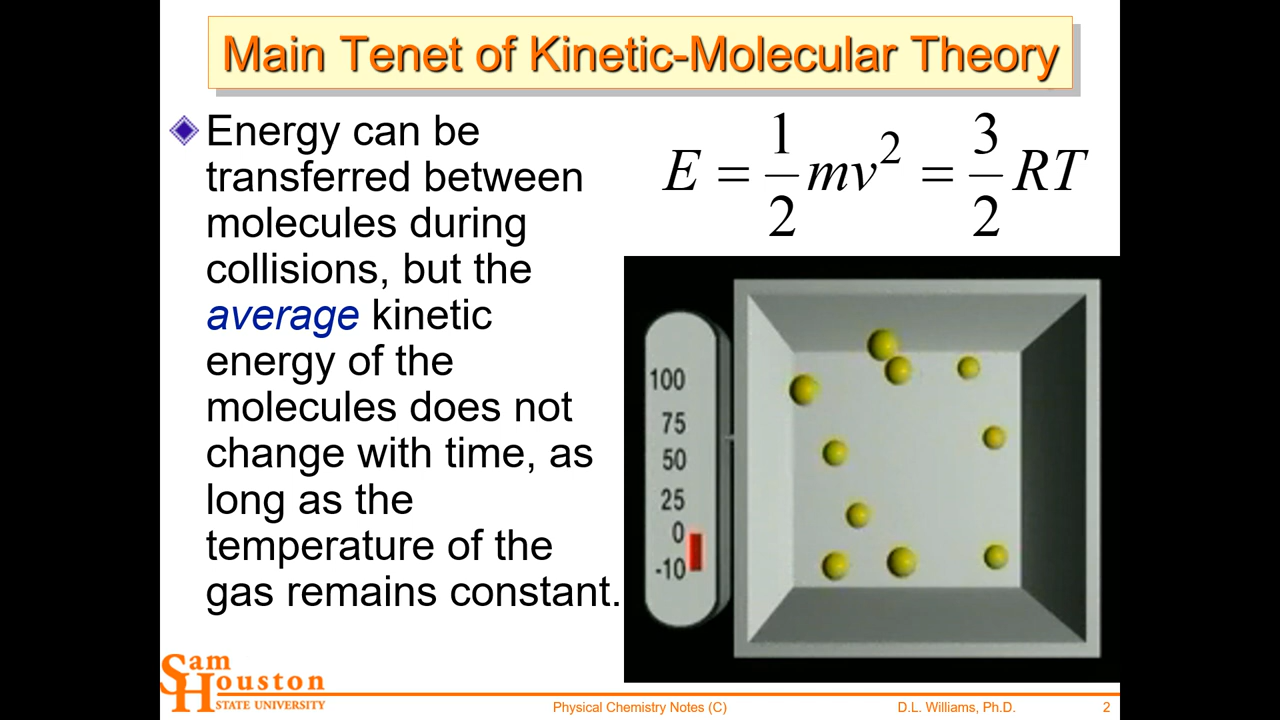 Main Tenet of Kinetic-Molecular Theory
Energy can be
transferred between
molecules during
collisions, but the
average kinetic
energy of the
molecules does not
change with time, as
long as the
temperature of the
gas remains constant.
E = 1/2 mv² = 3/2 RT
100
75
50
25
0
-10
Sam
Houston
STATE UNIVERSITY
Physical Chemistry Notes (C)
D.L. Williams, Ph.D.
2